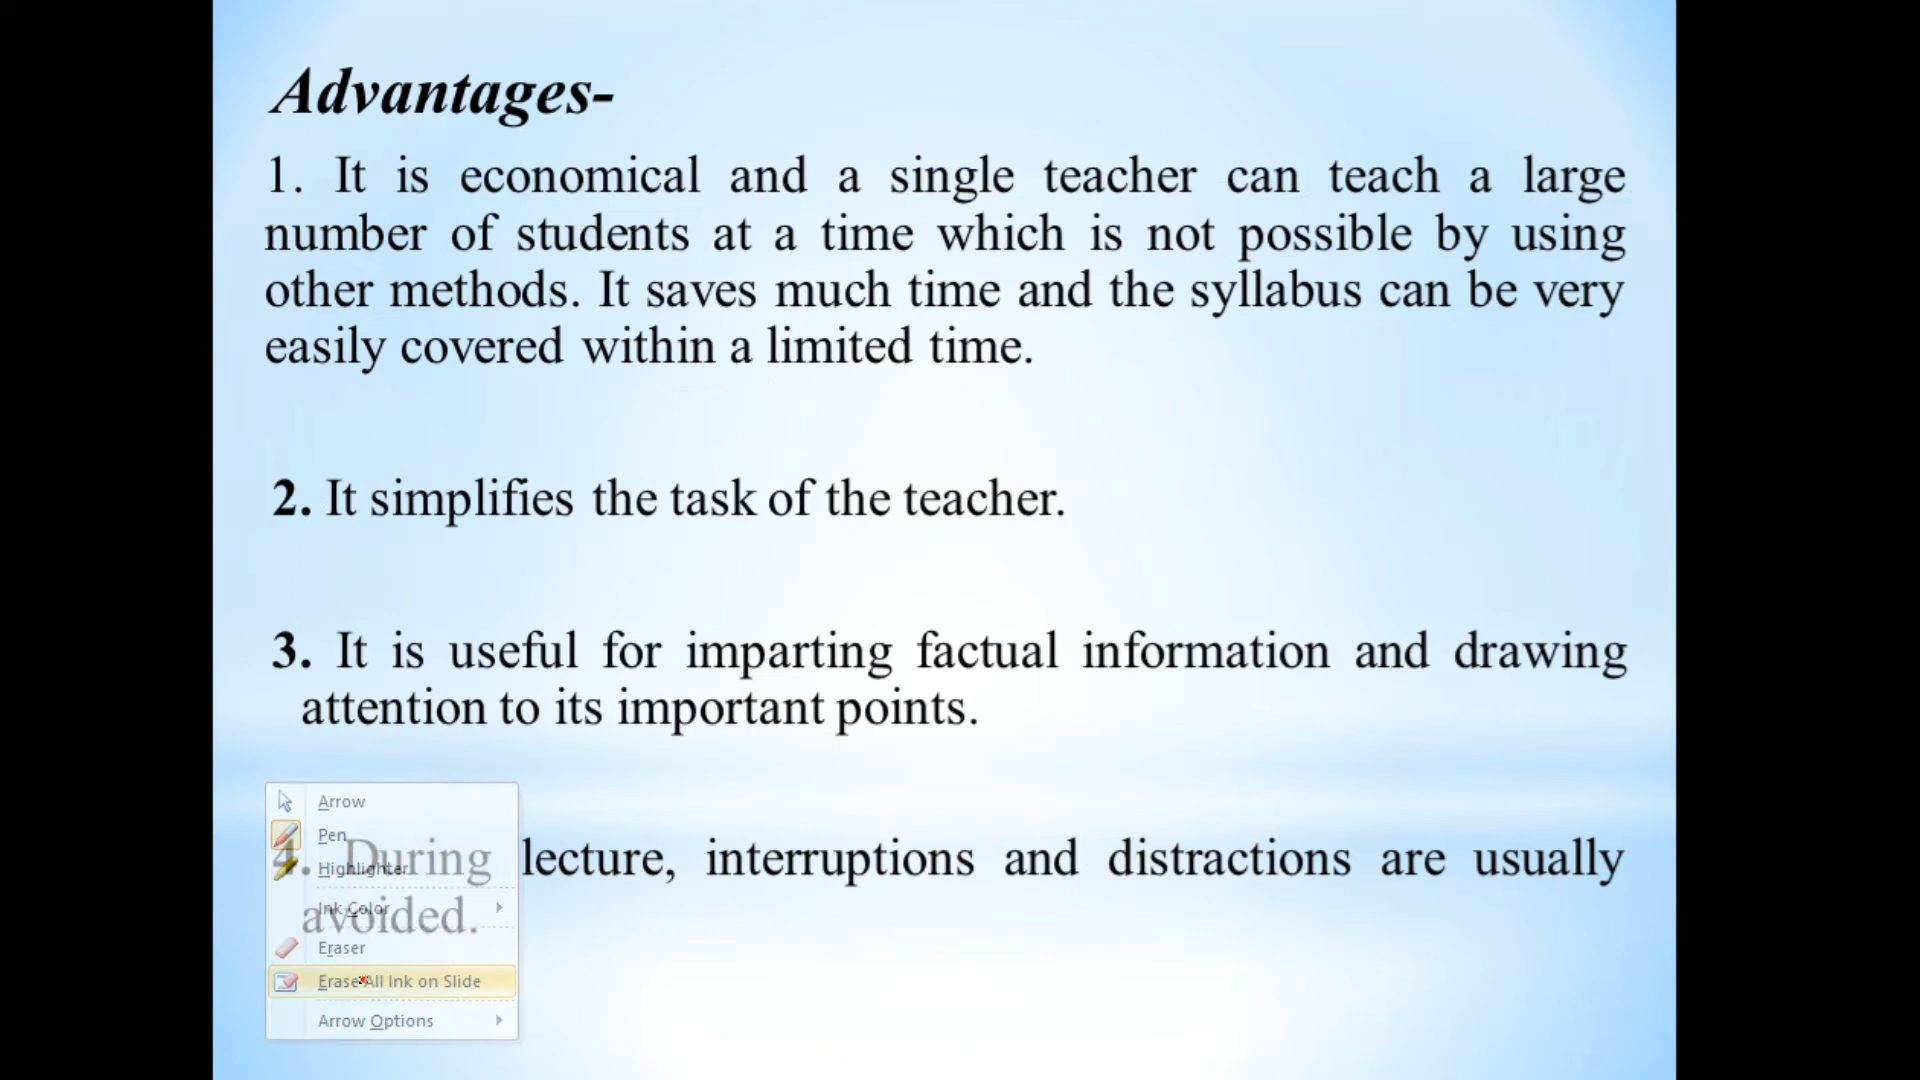 Advantages-
1. It is economical and a single teacher can teach a large
number of students at a time which is not possible by using
other methods. It saves much time and the syllabus can be very
easily covered within a limited time.
2. It simplifies the task of the teacher.
3. It is useful for imparting factual information and drawing
attention to its important points.
4. During lecture, interruptions and distractions are usually
avoided.
Arrow
Pen
Highlighter
Ink Color
Eraser
Erase All Ink on Slide
Arrow Options